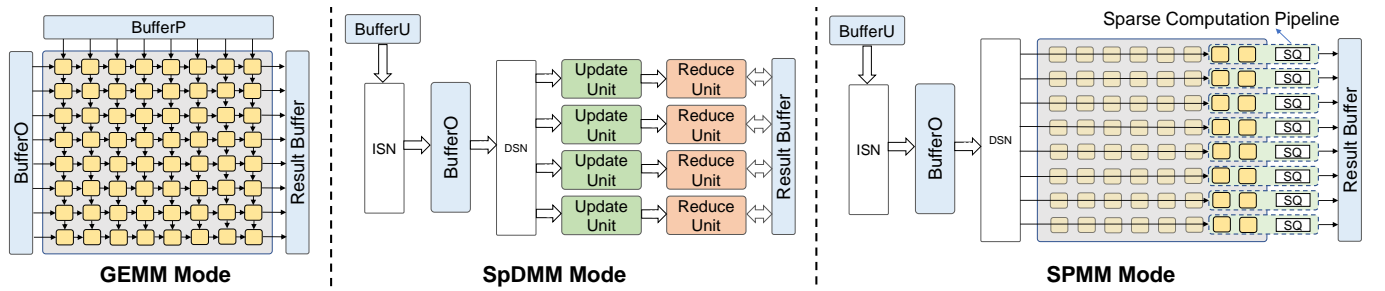 BufferP
BufferO
Result Buffer
GEMM Mode
BufferU
ISN
BufferO
DSN
Update
Unit
Reduce
Unit
Update
Unit
Reduce
Unit
Update
Unit
Reduce
Unit
Update
Unit
Reduce
Unit
Result Buffer
SpDMM Mode
Sparse Computation Pipeline
BufferU
ISN
BufferO
DSN
SQ
SQ
SQ
SQ
SQ
SQ
SQ
SQ
Result Buffer
SPMM Mode